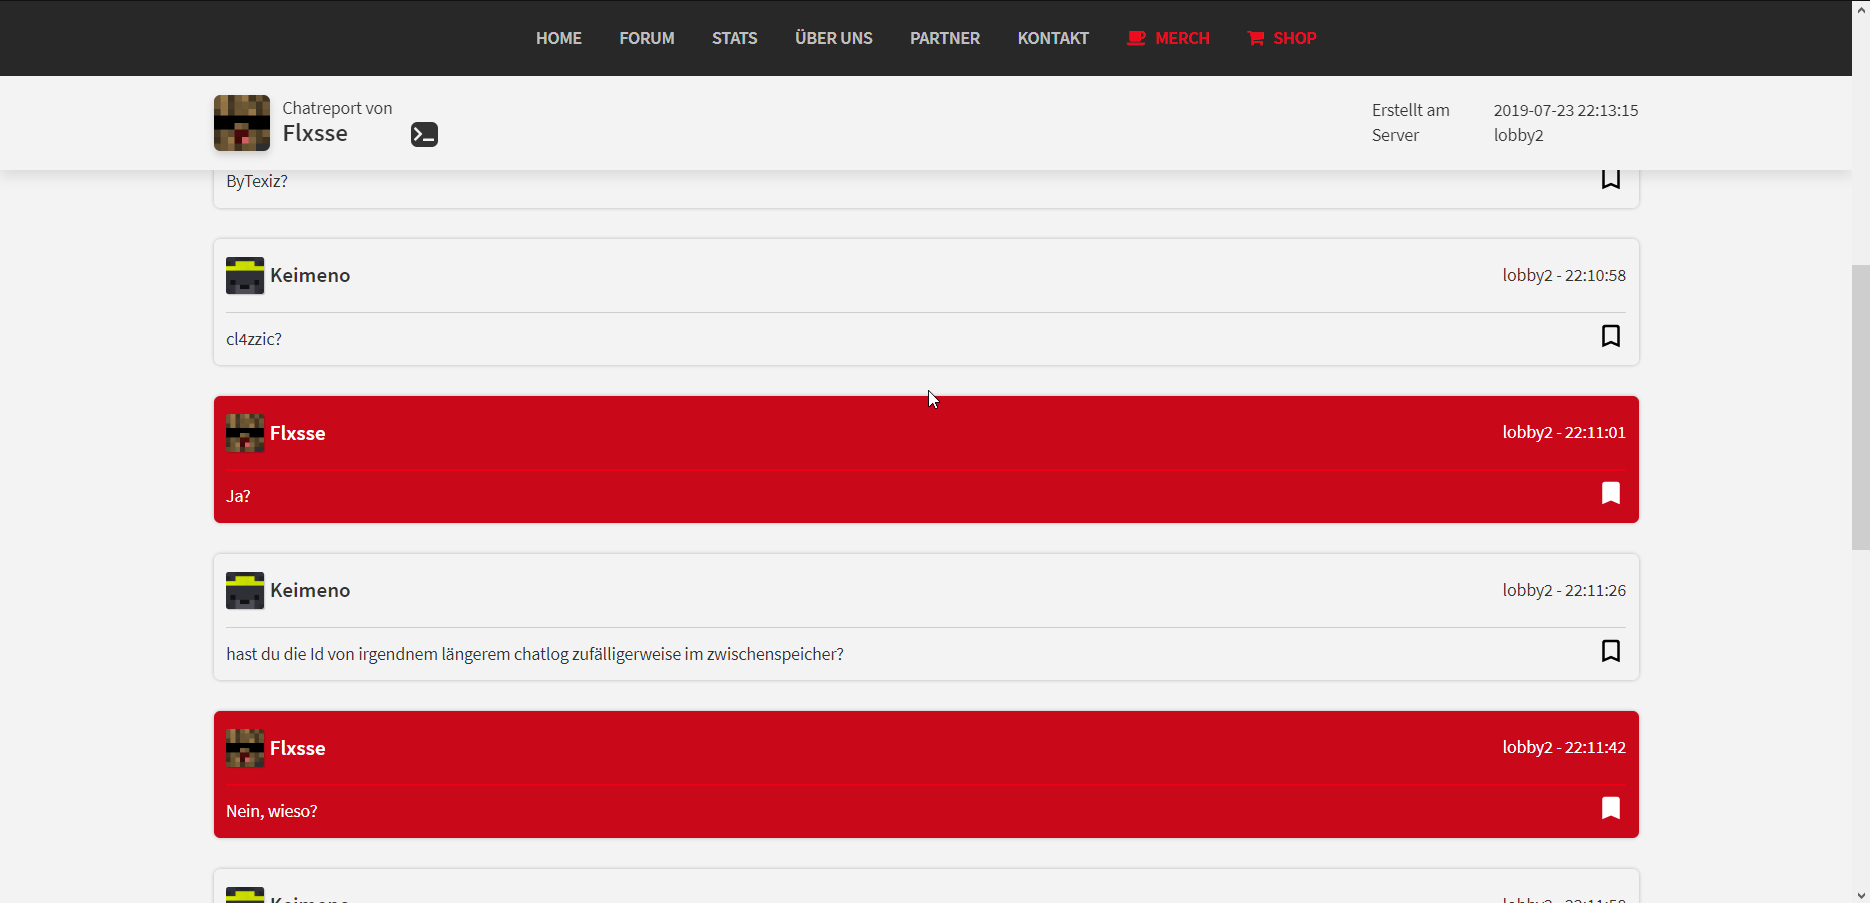 HOME FORUM STATS ÜBER UNS PARTNER KONTAKT MERCH SHOP
Chatreport von
Flxsse
Erstellt am 2019-07-23 22:13:15
Server lobby2
ByTexiz?
Keimeno lobby2 - 22:10:58
cl4zzic?
Flxsse lobby2 - 22:11:01
Ja?
Keimeno lobby2 - 22:11:26
hast du die Id von irgendnem längerem chatlog zufälligerweise im zwischenspeicher?
Flxsse lobby2 - 22:11:42
Nein, wieso?
Keimeno